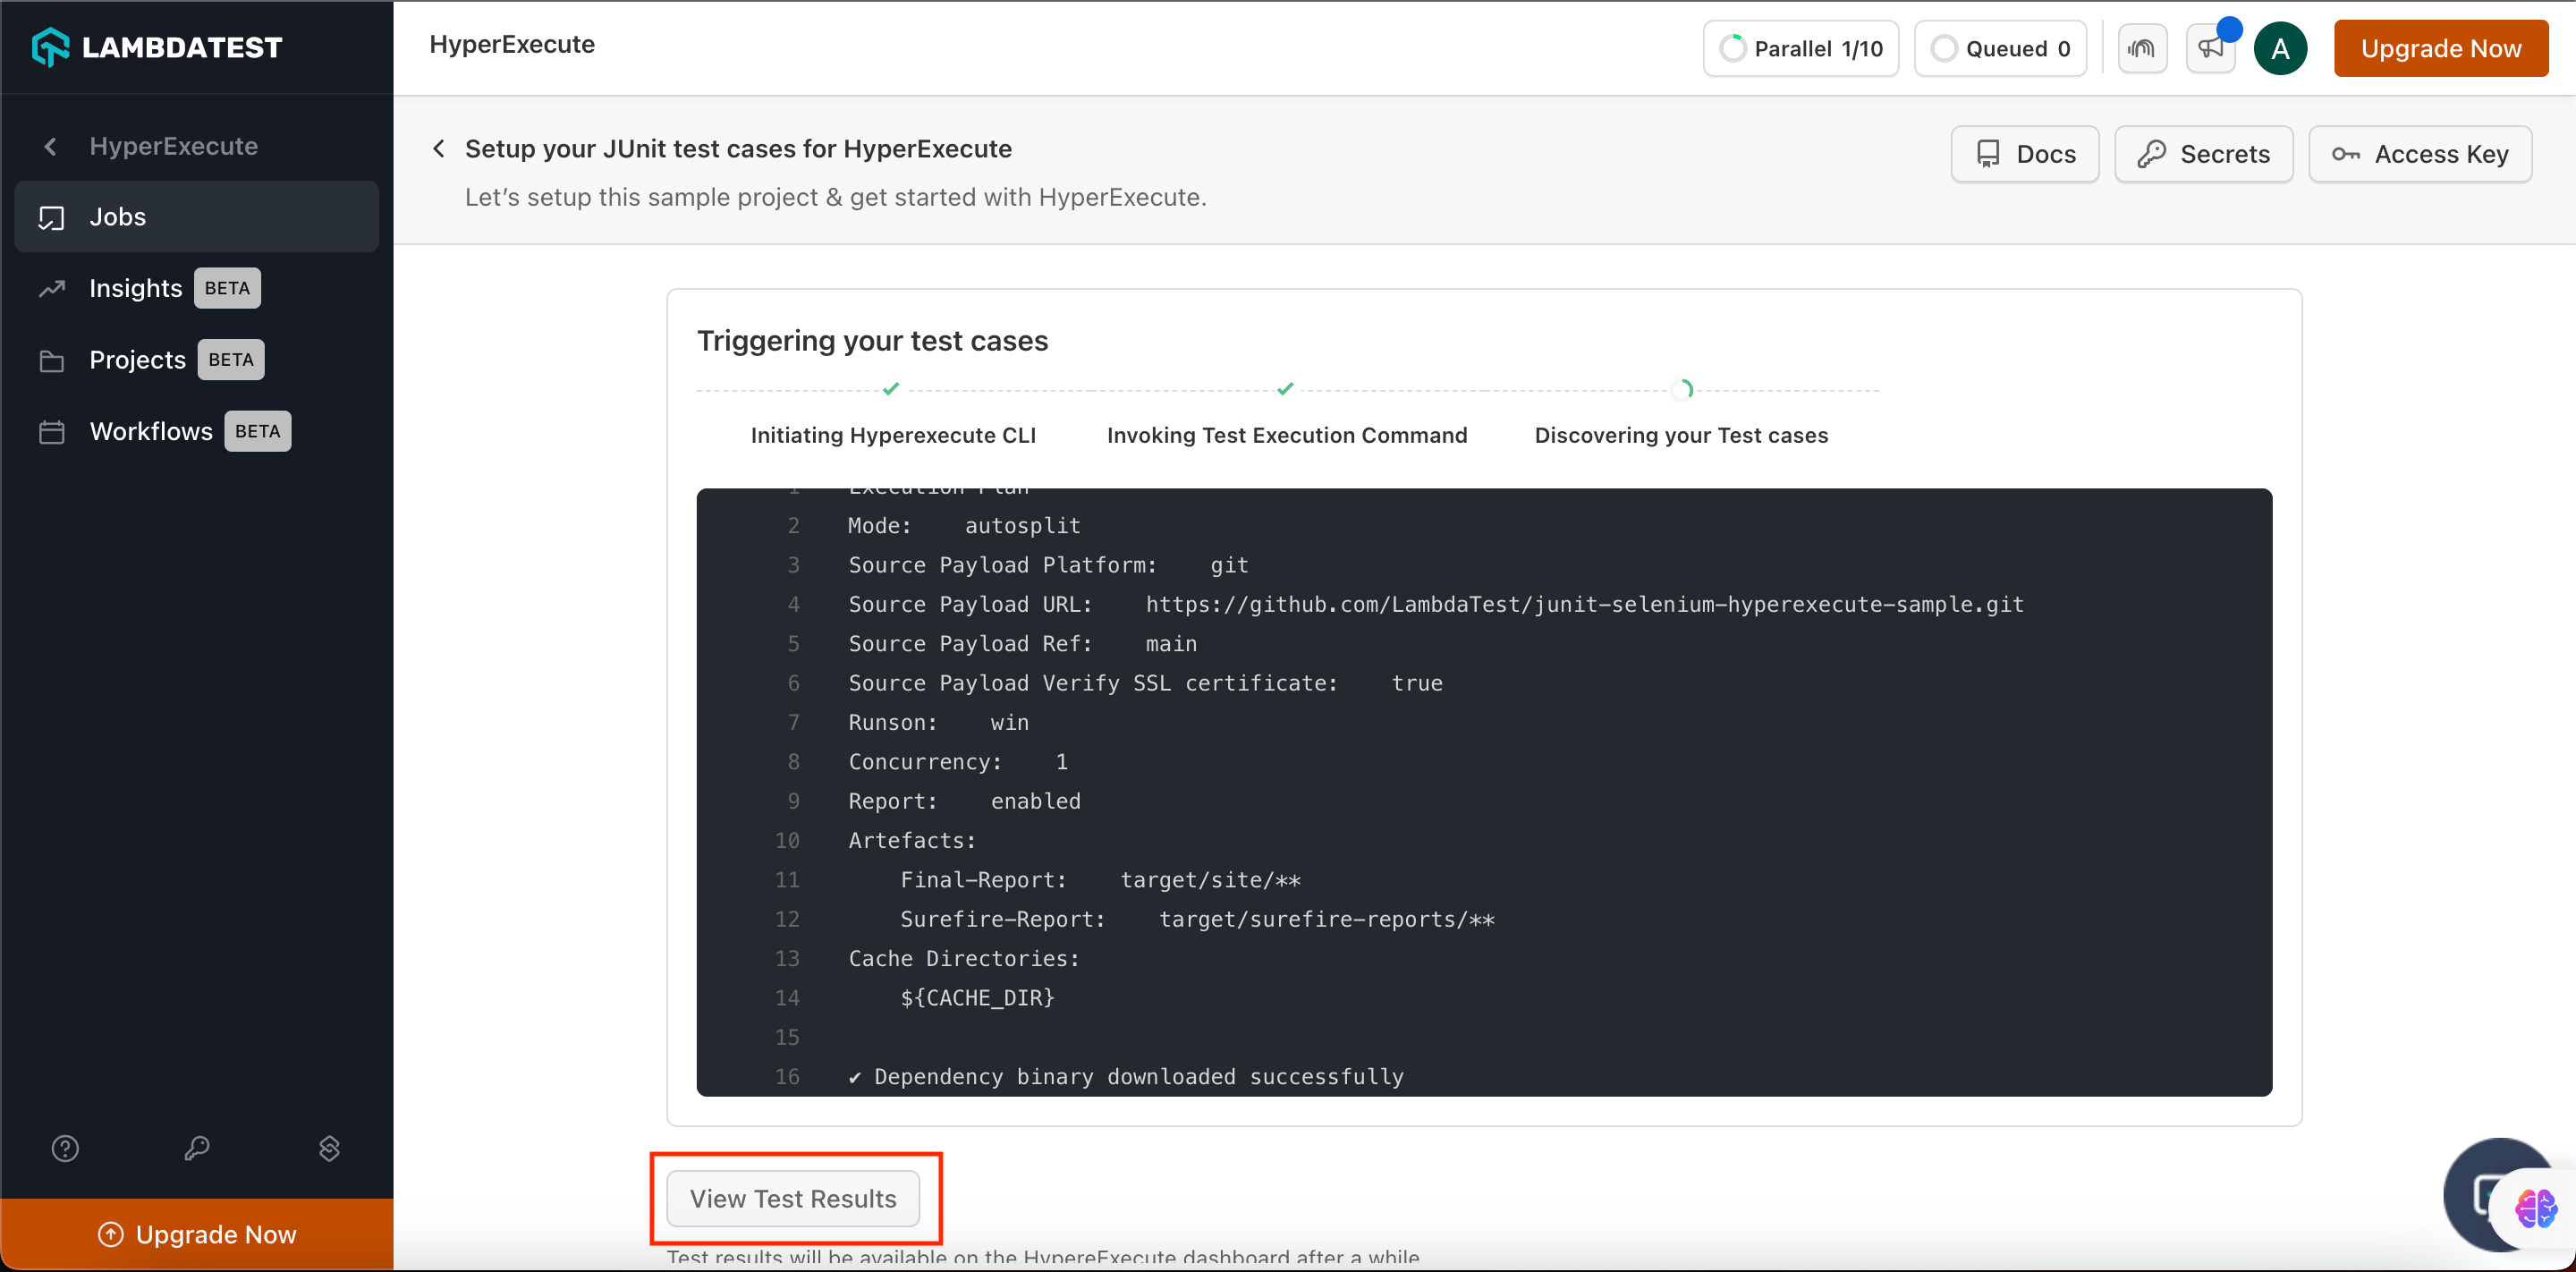 LAMBDATEST
HyperExecute
Jobs
Insights BETA
Projects BETA
Workflows BETA
Upgrade Now
HyperExecute
Parallel 1/10
Queued 0
A
Upgrade Now
Setup your JUnit test cases for HyperExecute
Let’s setup this sample project & get started with HyperExecute.
Docs
Secrets
Access Key
Triggering your test cases
Initiating Hyperexecute CLI
Invoking Test Execution Command
Discovering your Test cases
1 Execution Plan
2 Mode: autosplit
3 Source Payload Platform: git
4 Source Payload URL: https://github.com/LambdaTest/junit-selenium-hyperexecute-sample.git
5 Source Payload Ref: main
6 Source Payload Verify SSL certificate: true
7 Runson: win
8 Concurrency: 1
9 Report: enabled
10 Artefacts:
11 Final-Report: target/site/**
12 Surefire-Report: target/surefire-reports/**
13 Cache Directories:
14 ${CACHE_DIR}
15
16 ✔ Dependency binary downloaded successfully
View Test Results
Test results will be available on the HypereExecute dashboard after a while